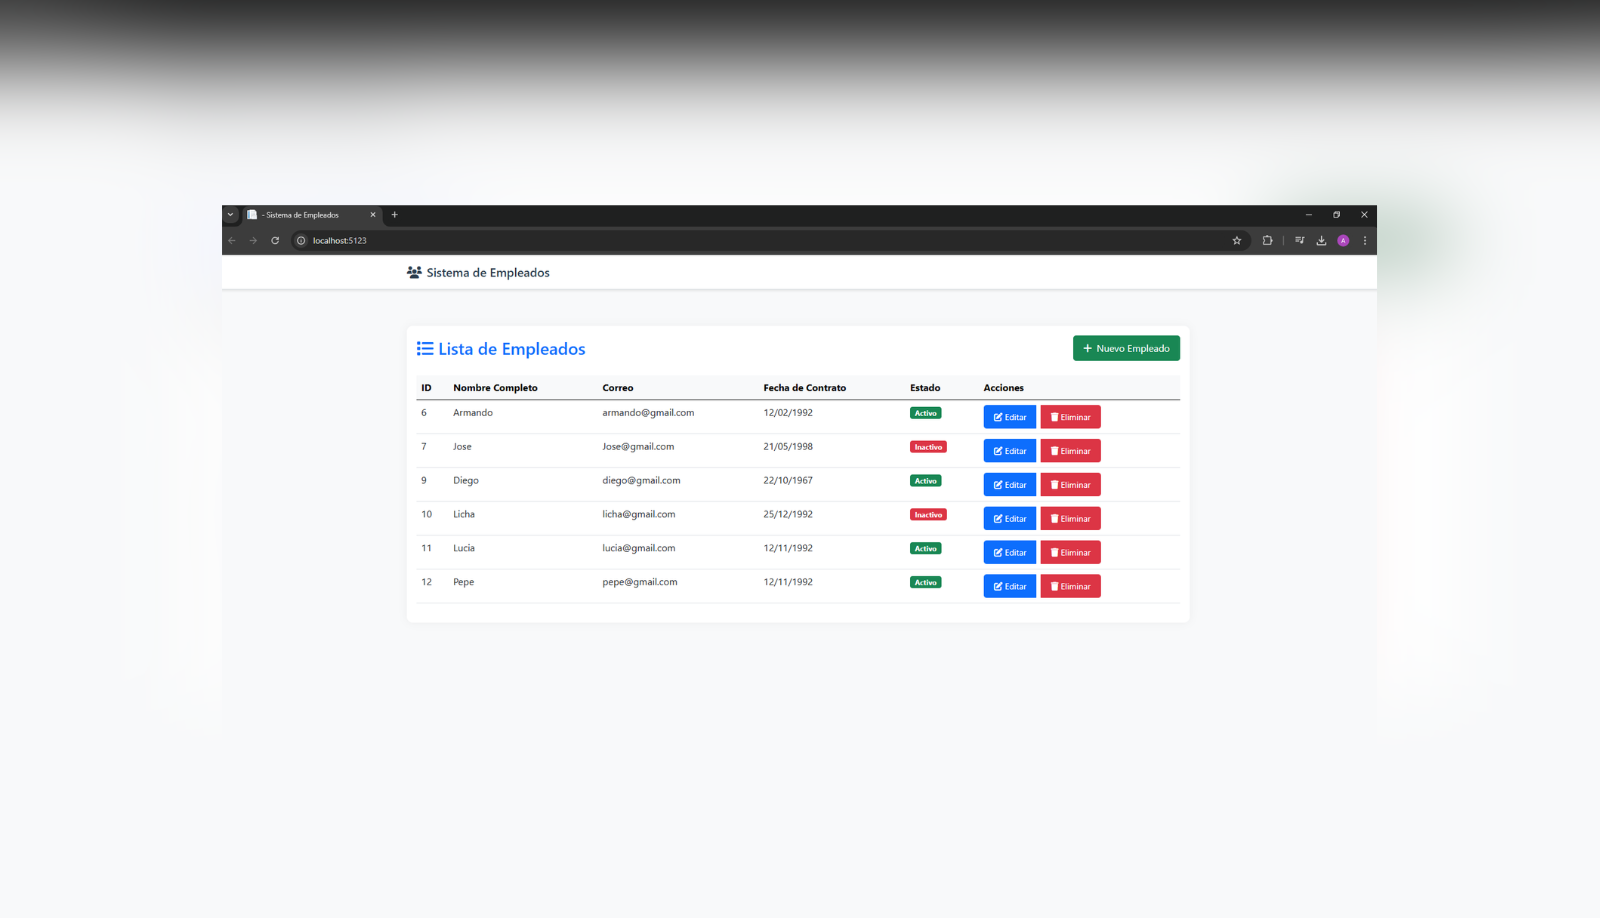 - Sistema de Empleados
localhost:5123
A
Sistema de Empleados
Lista de Empleados
+ Nuevo Empleado
ID Nombre Completo Correo Fecha de Contrato Estado Acciones
6 Armando armando@gmail.com 12/02/1992 Activo Editar Eliminar
7 Jose Jose@gmail.com 21/05/1998 Inactivo Editar Eliminar
9 Diego diego@gmail.com 22/10/1967 Activo Editar Eliminar
10 Licha licha@gmail.com 25/12/1992 Inactivo Editar Eliminar
11 Lucia lucia@gmail.com 12/11/1992 Activo Editar Eliminar
12 Pepe pepe@gmail.com 12/11/1992 Activo Editar Eliminar